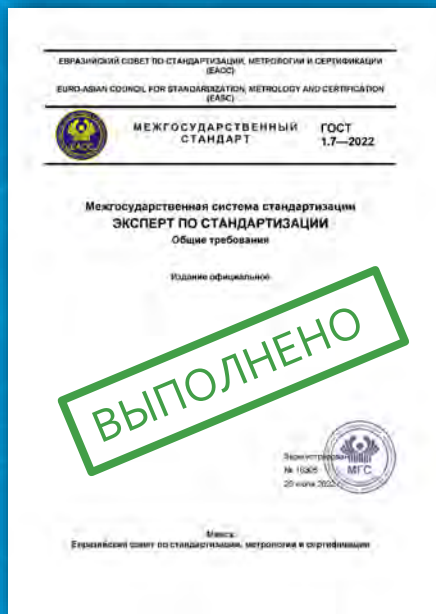 ЕВРАЗИЙСКИЙ СОВЕТ ПО СТАНДАРТИЗАЦИИ, МЕТРОЛОГИИ И СЕРТИФИКАЦИИ
(ЕАСС)
EURO-ASIAN COUNCIL FOR STANDARDIZATION, METROLOGY AND CERTIFICATION
(EASC)
МЕЖГОСУДАРСТВЕННЫЙ
СТАНДАРТ
ГОСТ
1.7—2022
ЕАСС
Межгосударственная система стандартизации
ЭКСПЕРТ ПО СТАНДАРТИЗАЦИИ
Общие требования
Издание официальное
ВЫПОЛНЕНО
№
МГС
Минск
Евразийский совет по стандартизации, метрологии и сертификации